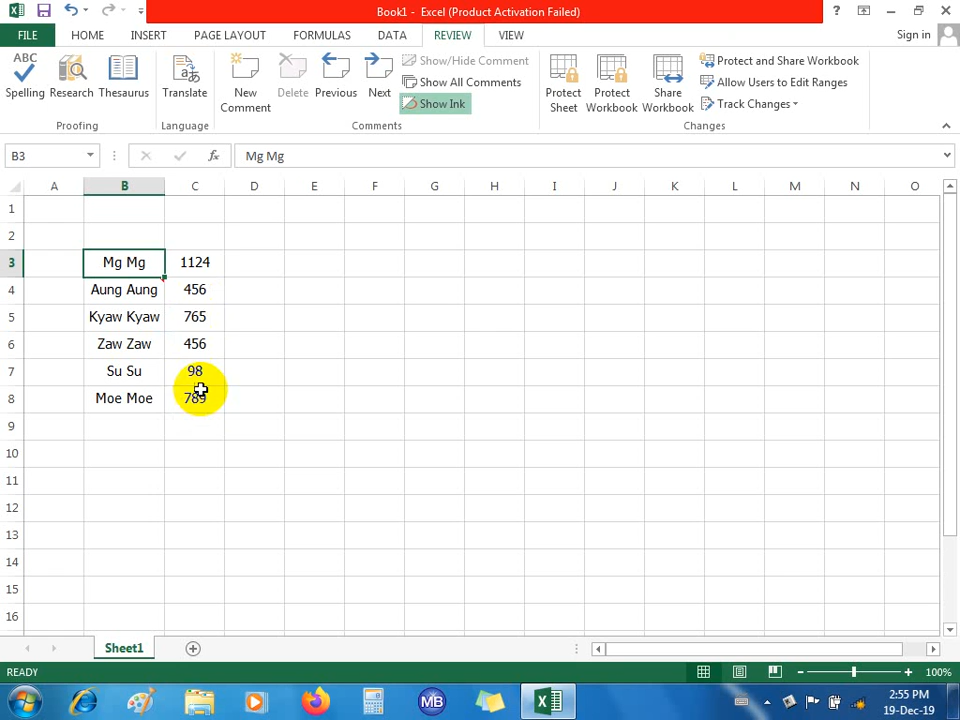 Book1 - Excel (Product Activation Failed)
?
FILE HOME INSERT PAGE LAYOUT FORMULAS DATA REVIEW VIEW Sign in
ABC
Spelling Research Thesaurus
Proofing
Translate
Language
New Comment Delete Previous Next
Show/Hide Comment
Show All Comments
Show Ink
Comments
Protect Sheet Protect Workbook Share Workbook
Protect and Share Workbook
Allow Users to Edit Ranges
Track Changes
Changes
B3 fx Mg Mg
A B C D E F G H I J K L M N O
1
2
3 Mg Mg 1124
4 Aung Aung 456
5 Kyaw Kyaw 765
6 Zaw Zaw 456
7 Su Su 98
8 Moe Moe 789
9
10
11
12
13
14
15
16
Sheet1
READY 100%
MB
2:55 PM
19-Dec-19